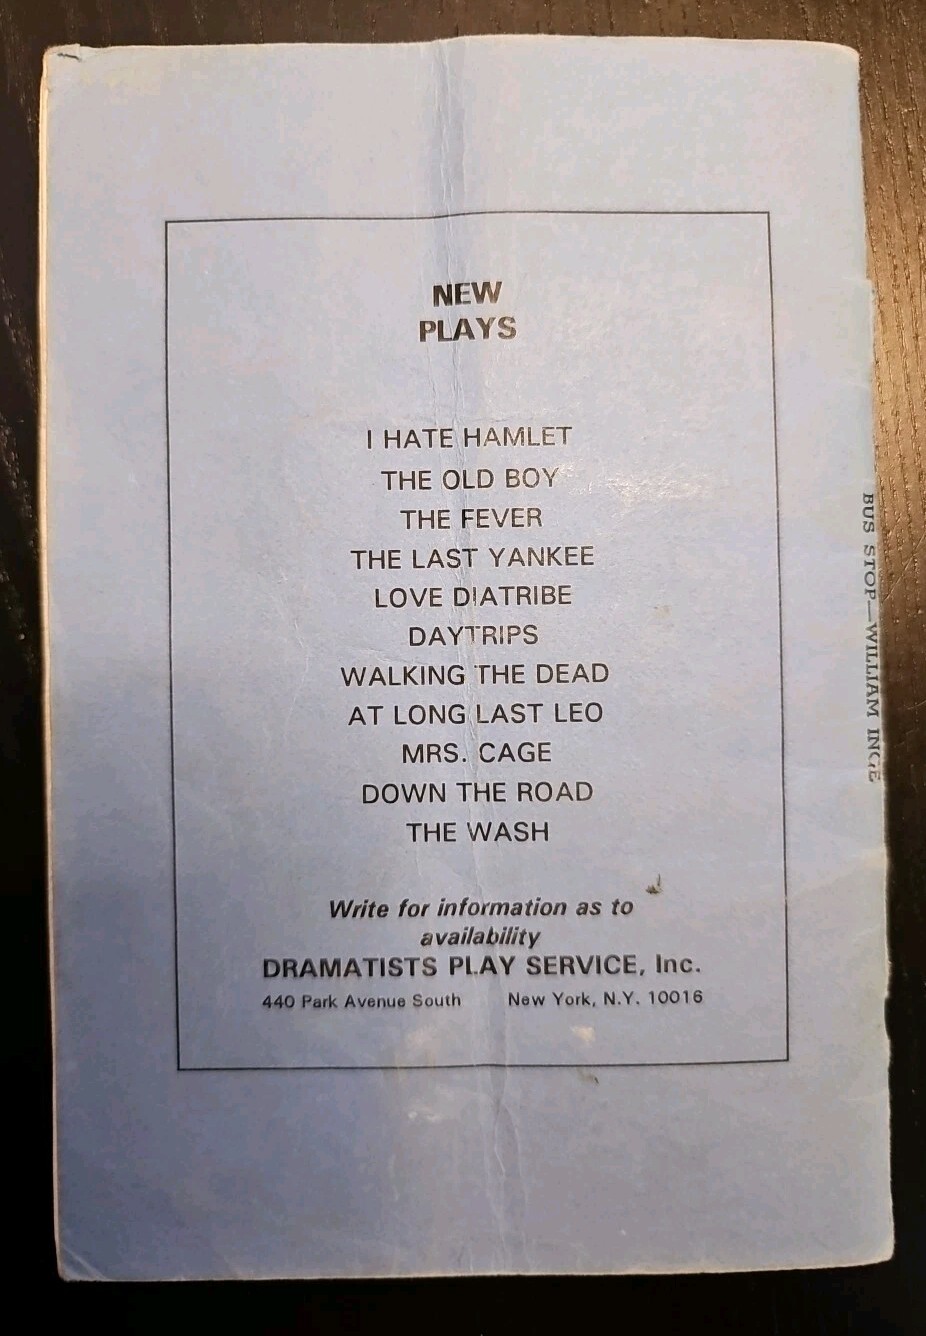 NEW
PLAYS
I HATE HAMLET
THE OLD BOY
THE FEVER
THE LAST YANKEE
LOVE DIATRIBE
DAYTRIPS
WALKING THE DEAD
AT LONG LAST LEO
MRS. CAGE
DOWN THE ROAD
THE WASH
Write for information as to
availability
DRAMATISTS PLAY SERVICE, Inc.
440 Park Avenue South New York, N.Y. 10016
BUS STOP—WILLIAM INGE